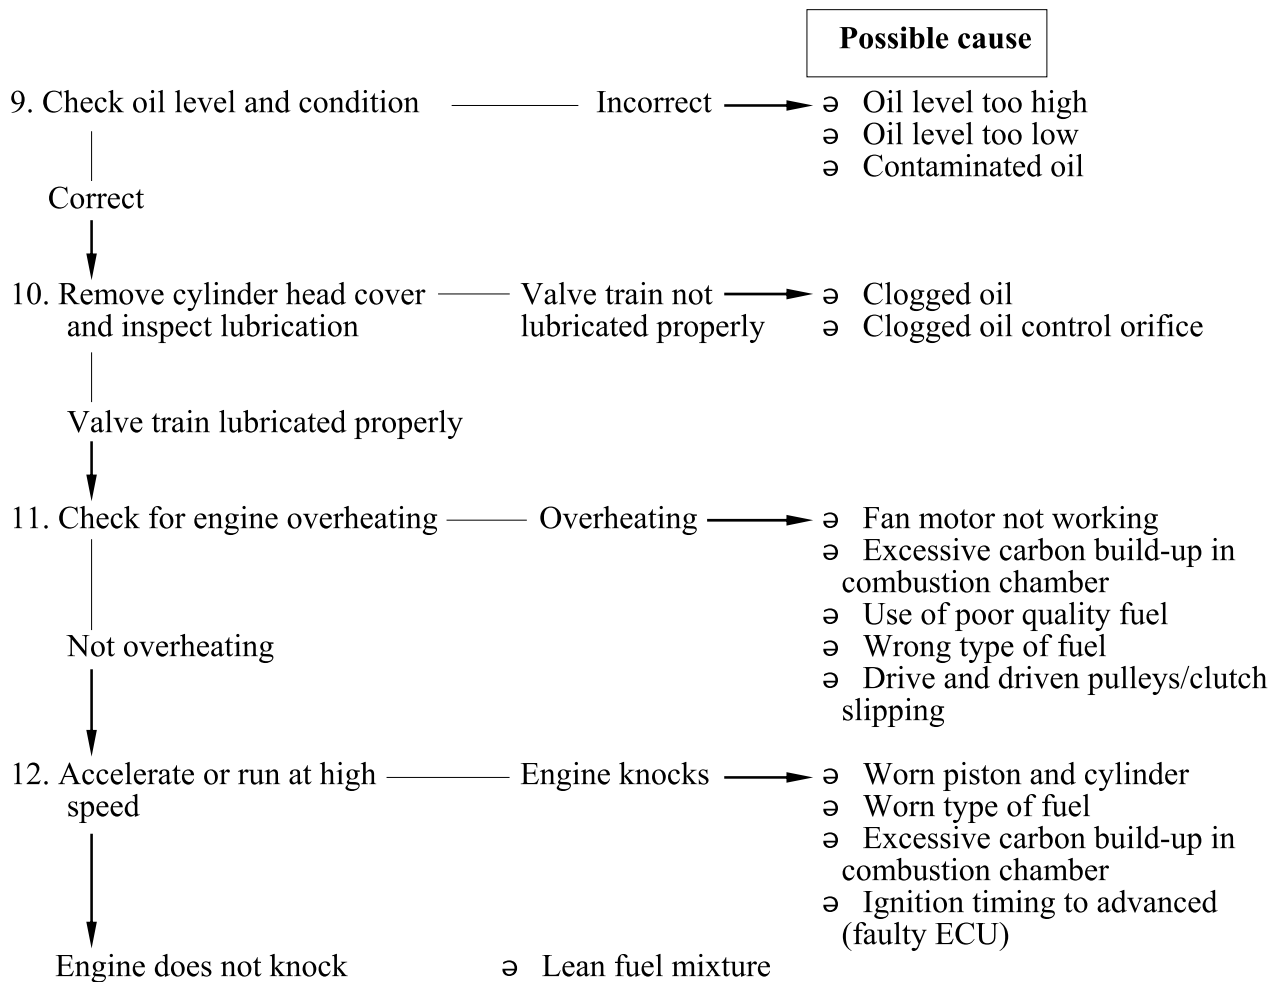 Possible cause
9. Check oil level and condition Incorrect ə Oil level too high
ə Oil level too low
ə Contaminated oil
Correct
10. Remove cylinder head cover Valve train not ə Clogged oil
and inspect lubrication lubricated properly ə Clogged oil control orifice
Valve train lubricated properly
11. Check for engine overheating Overheating ə Fan motor not working
ə Excessive carbon build-up in
combustion chamber
ə Use of poor quality fuel
Not overheating ə Wrong type of fuel
ə Drive and driven pulleys/clutch
slipping
12. Accelerate or run at high Engine knocks ə Worn piston and cylinder
speed ə Worn type of fuel
ə Excessive carbon build-up in
combustion chamber
ə Ignition timing to advanced
(faulty ECU)
Engine does not knock ə Lean fuel mixture